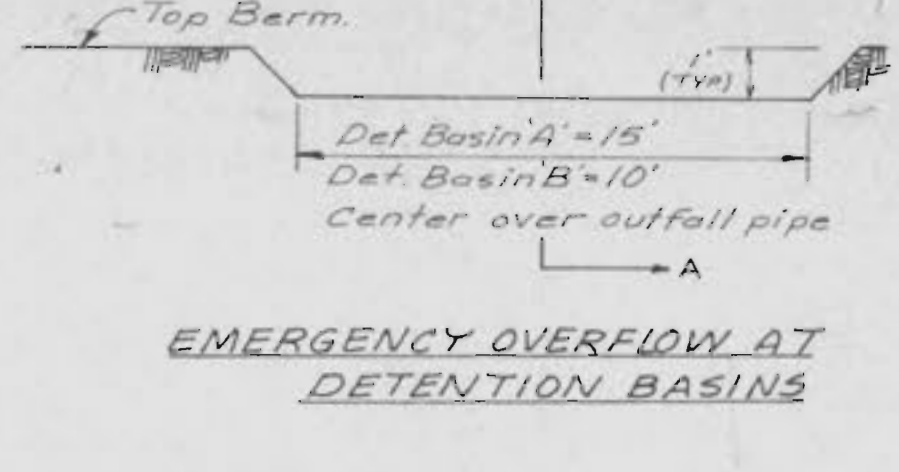 Top Berm.
1'
(TYP)
Det. Basin 'A' = 15'
Det. Basin 'B' = 10'
Center over outfall pipe
A
EMERGENCY OVERFLOW AT
DETENTION BASINS